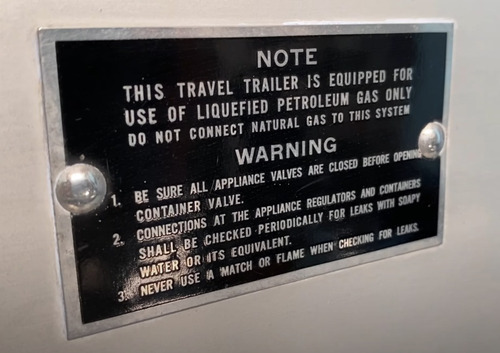 NOTE
THIS TRAVEL TRAILER IS EQUIPPED FOR
USE OF LIQUEFIED PETROLEUM GAS ONLY
DO NOT CONNECT NATURAL GAS TO THIS SYSTEM
WARNING
1. BE SURE ALL APPLIANCE VALVES ARE CLOSED BEFORE OPENING
CONTAINER VALVE.
2. CONNECTIONS AT THE APPLIANCE REGULATORS AND CONTAINERS
SHALL BE CHECKED PERIODICALLY FOR LEAKS WITH SOAPY
WATER OR ITS EQUIVALENT.
3. NEVER USE A MATCH OR FLAME WHEN CHECKING FOR LEAKS.